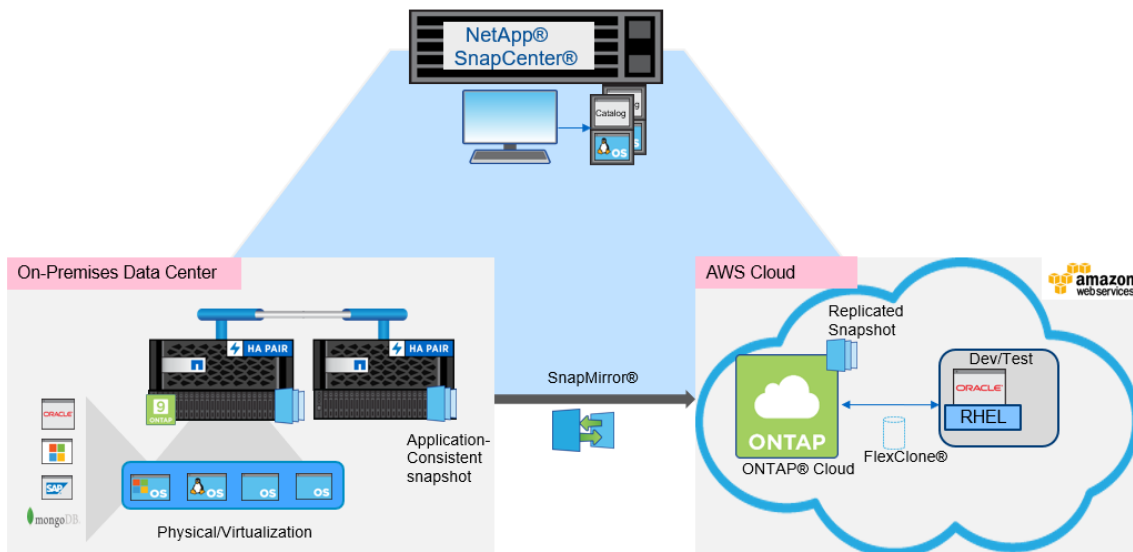 NetApp®
SnapCenter®
Catalog
OS
OS
On-Premises Data Center
HA PAIR
HA PAIR
9
ONTAP
ORACLE
SAP
mongoDB
Application-
Consistent
snapshot
OS
OS
OS
OS
Physical/Virtualization
SnapMirror®
AWS Cloud
amazon
webservices
Replicated
Snapshot
ONTAP
ONTAP® Cloud
FlexClone®
Dev/Test
ORACLE
RHEL